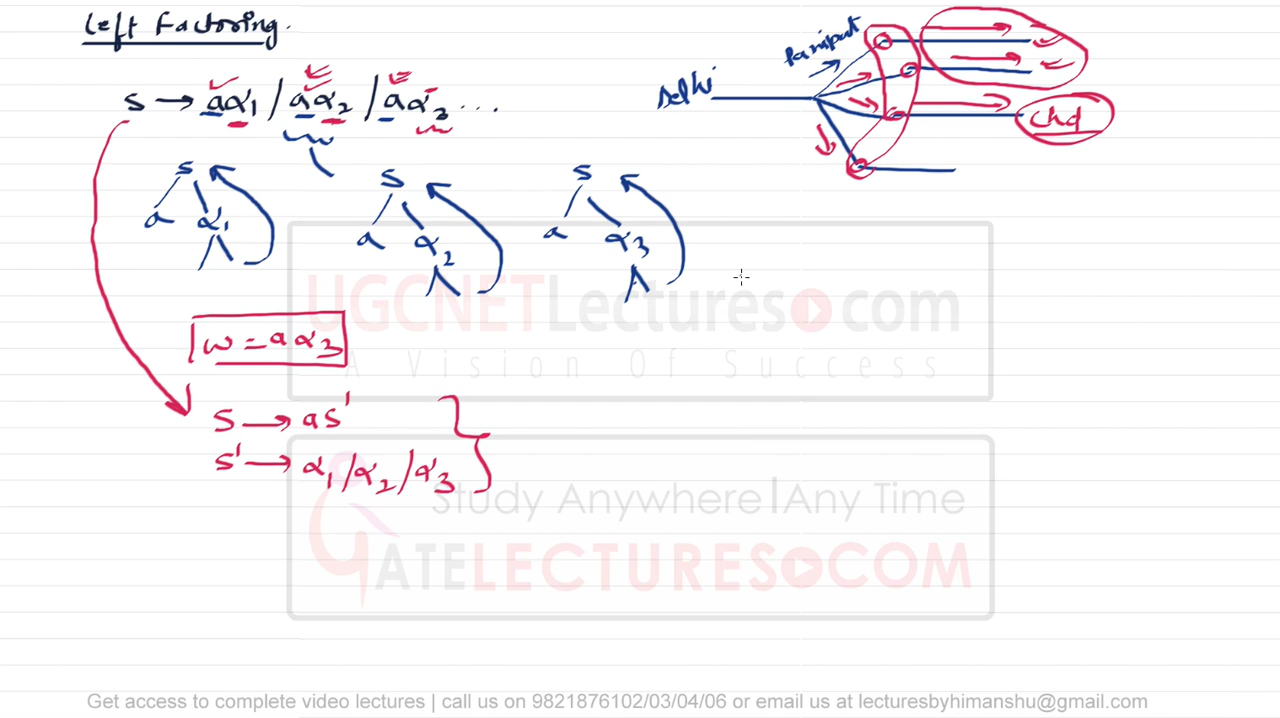 Left Factoring.
S → aα1 / aα2 / aα3 ...
Delhi
Panipat
Chd
S
a α1
S
a α2
S
a α3
w = aα3
S → aS'
S' → α1/α2/α3
UGCNETLectures.com
A Vision Of Success
Study Anywhere|Any Time
GATELECTURES.COM
Get access to complete video lectures | call us on 9821876102/03/04/06 or email us at lecturesbyhimanshu@gmail.com